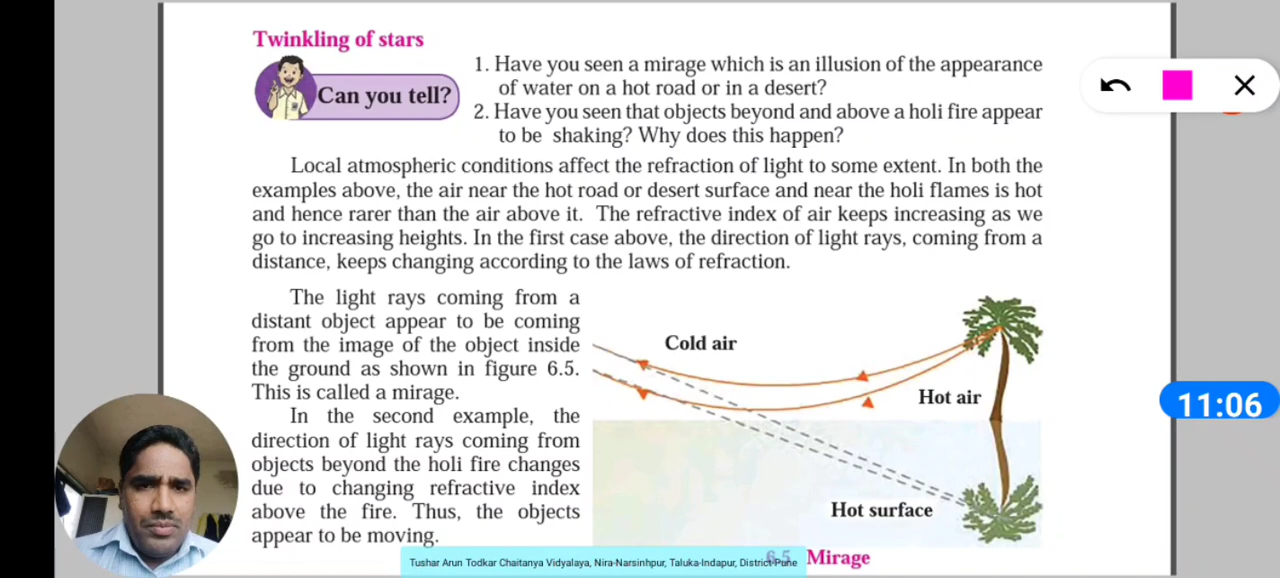 Twinkling of stars
Can you tell?
1. Have you seen a mirage which is an illusion of the appearance
of water on a hot road or in a desert?
2. Have you seen that objects beyond and above a holi fire appear
to be shaking? Why does this happen?
Local atmospheric conditions affect the refraction of light to some extent. In both the
examples above, the air near the hot road or desert surface and near the holi flames is hot
and hence rarer than the air above it. The refractive index of air keeps increasing as we
go to increasing heights. In the first case above, the direction of light rays, coming from a
distance, keeps changing according to the laws of refraction.
The light rays coming from a
distant object appear to be coming
from the image of the object inside
the ground as shown in figure 6.5.
This is called a mirage.
In the second example, the
direction of light rays coming from
objects beyond the holi fire changes
due to changing refractive index
above the fire. Thus, the objects
appear to be moving.
Cold air
Hot air
Hot surface
6.5 Mirage
11:06
Tushar Arun Todkar Chaitanya Vidyalaya, Nira-Narsinhpur, Taluka-Indapur, District-Pune